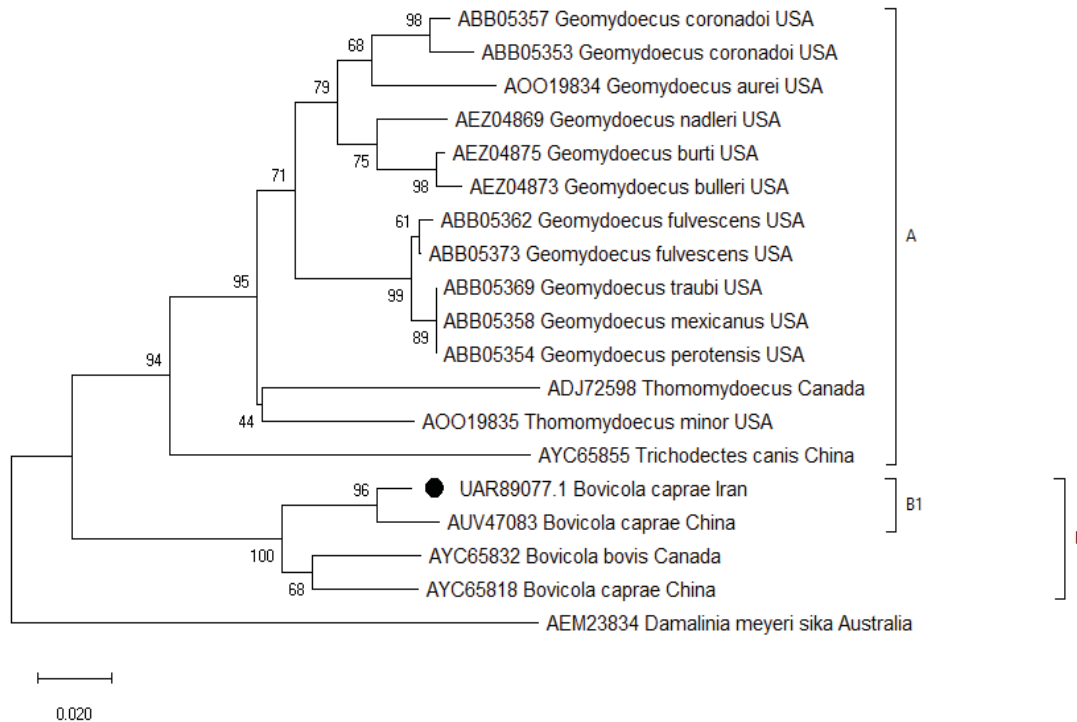 98 ABB05357 Geomydoecus coronadoi USA
68 ABB05353 Geomydoecus coronadoi USA
79 AOO19834 Geomydoecus aurei USA
AEZ04869 Geomydoecus nadleri USA
75 AEZ04875 Geomydoecus burti USA
71 98 AEZ04873 Geomydoecus bulleri USA
61 ABB05362 Geomydoecus fulvescens USA
A
ABB05373 Geomydoecus fulvescens USA
95 99 ABB05369 Geomydoecus traubi USA
ABB05358 Geomydoecus mexicanus USA
89 ABB05354 Geomydoecus perotensis USA
94
ADJ72598 Thomomydoecus Canada
44 AOO19835 Thomomydoecus minor USA
AYC65855 Trichodectes canis China
96 UAR89077.1 Bovicola caprae Iran
B1
AUV47083 Bovicola caprae China
100 AYC65832 Bovicola bovis Canada
68 AYC65818 Bovicola caprae China
AEM23834 Damalinia meyeri sika Australia
0.020